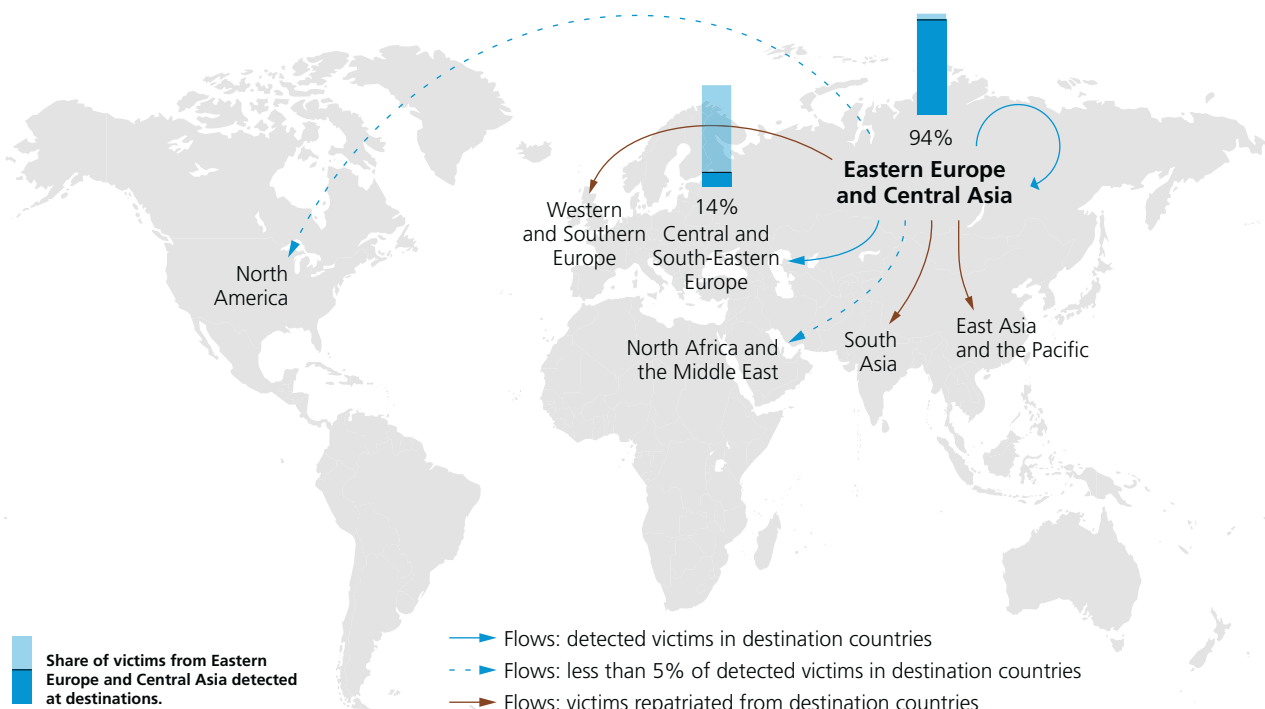 94%
Eastern Europe
and Central Asia
14%
Western
and Southern
Europe
Central and
South-Eastern
Europe
North
America
North Africa and
the Middle East
South
Asia
East Asia
and the Pacific
Share of victims from Eastern
Europe and Central Asia detected
at destinations.
Flows: detected victims in destination countries
Flows: less than 5% of detected victims in destination countries
Flows: victims repatriated from destination countries